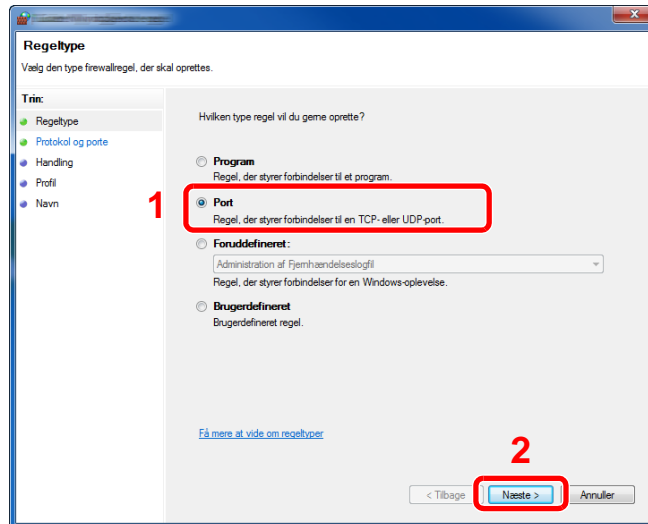 Regeltype
Vælg den type firewallregel, der skal oprettes.
Trin:
Regeltype
Protokol og porte
Handling
Profil
Navn
Hvilken type regel vil du gerne oprette?
Program
Regel, der styrer forbindelser til et program.
1
Port
Regel, der styrer forbindelser til en TCP- eller UDP-port.
Foruddefineret:
Administration af Fjernhændelseslogfil
Regel, der styrer forbindelser for en Windows-oplevelse.
Brugerdefineret
Brugerdefineret regel.
Få mere at vide om regeltyper
2
< Tilbage
Næste >
Annuller